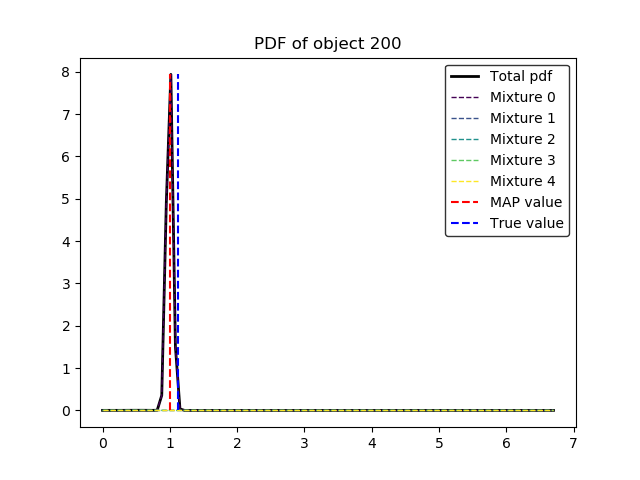 PDF of object 200
8
7
6
5
4
3
2
1
0
0 1 2 3 4 5 6 7
Total pdf
Mixture 0
Mixture 1
Mixture 2
Mixture 3
Mixture 4
MAP value
True value